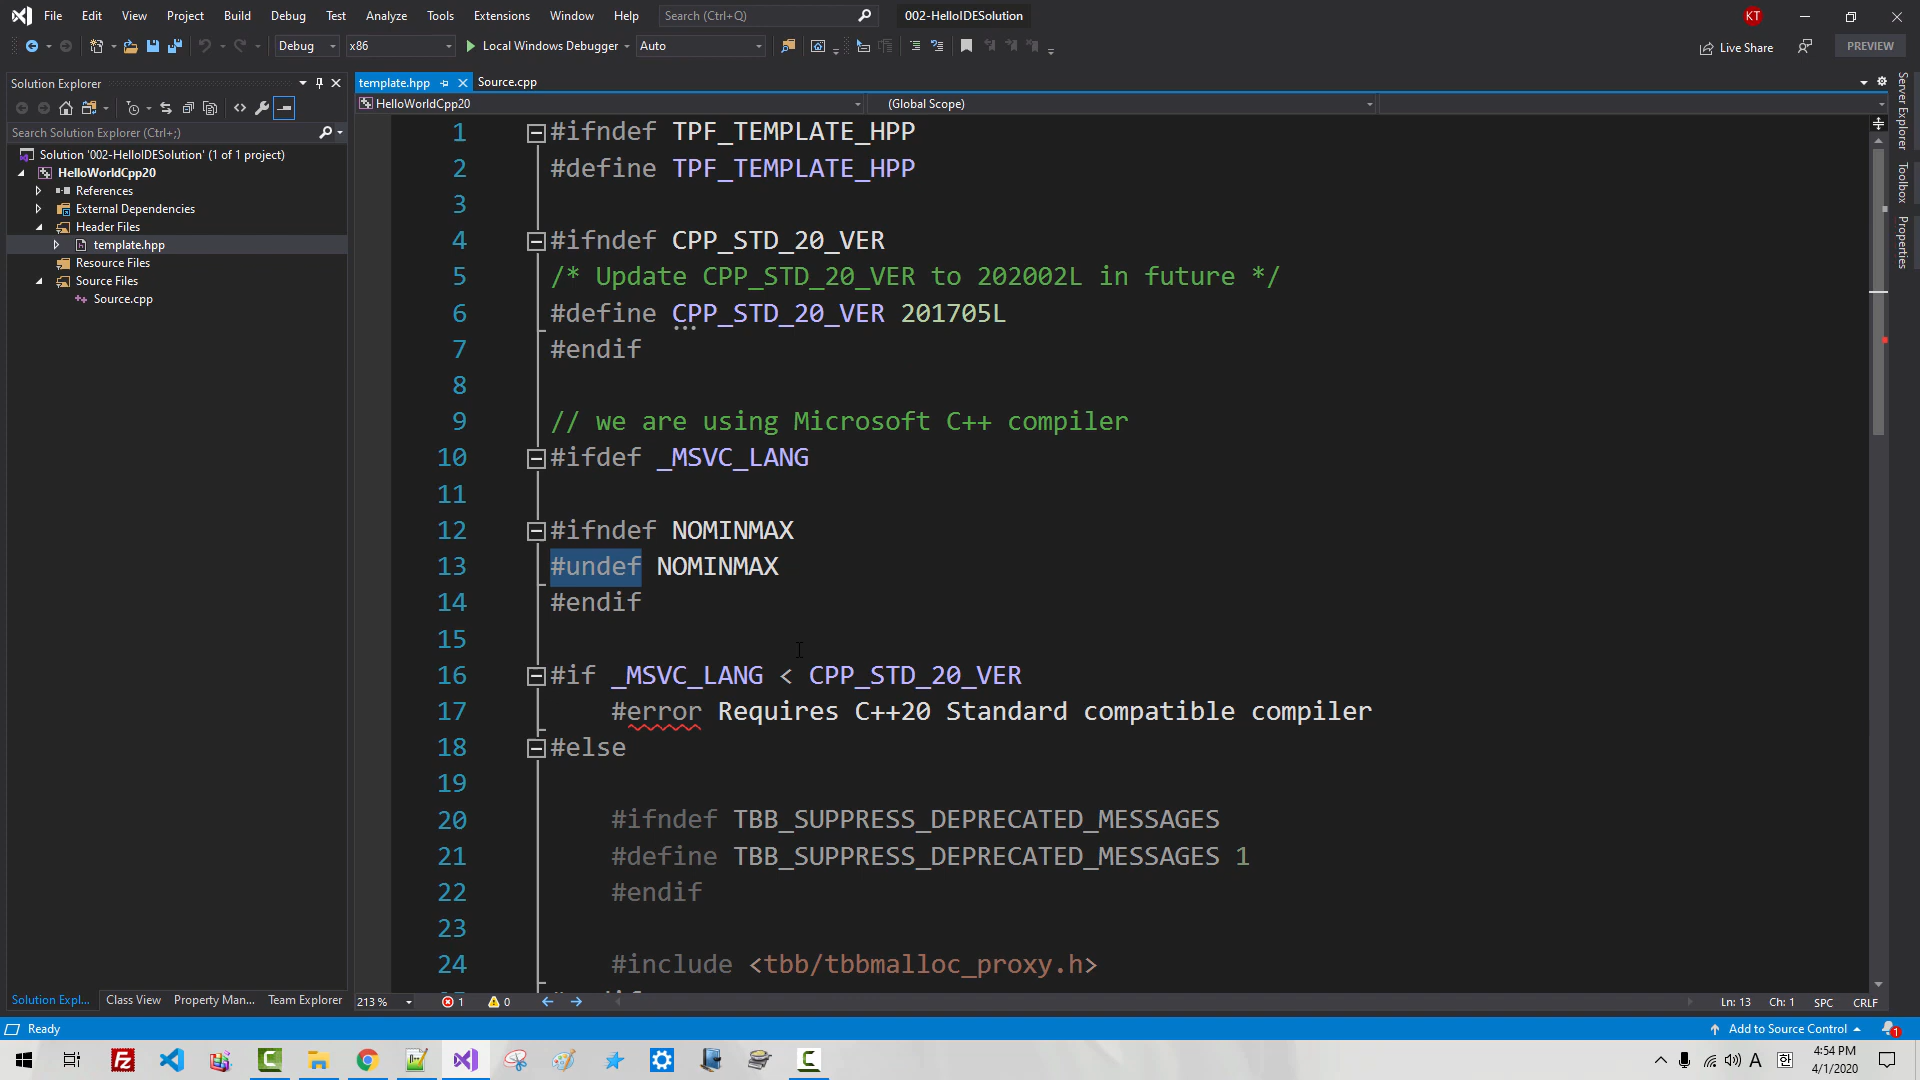 File Edit View Project Build Debug Test Analyze Tools Extensions Window Help Search (Ctrl+Q) 002-HelloIDESolution KT
Debug x86 Local Windows Debugger Auto Live Share PREVIEW
Solution Explorer
Search Solution Explorer (Ctrl+;)
Solution '002-HelloIDESolution' (1 of 1 project)
HelloWorldCpp20
References
External Dependencies
Header Files
template.hpp
Resource Files
Source Files
Source.cpp
Solution Expl... Class View Property Man... Team Explorer
template.hpp Source.cpp
HelloWorldCpp20 (Global Scope)
1 #ifndef TPF_TEMPLATE_HPP
2 #define TPF_TEMPLATE_HPP
3
4 #ifndef CPP_STD_20_VER
5 /* Update CPP_STD_20_VER to 202002L in future */
6 #define CPP_STD_20_VER 201705L
7 #endif
8
9 // we are using Microsoft C++ compiler
10 #ifdef _MSVC_LANG
11
12 #ifndef NOMINMAX
13 #undef NOMINMAX
14 #endif
15
16 #if _MSVC_LANG < CPP_STD_20_VER
17 #error Requires C++20 Standard compatible compiler
18 #else
19
20 #ifndef TBB_SUPPRESS_DEPRECATED_MESSAGES
21 #define TBB_SUPPRESS_DEPRECATED_MESSAGES 1
22 #endif
23
24 #include <tbb/tbbmalloc_proxy.h>
213 % 1 0 Ln: 13 Ch: 1 SPC CRLF
Server Explorer
Toolbox
Properties
Ready Add to Source Control 1
A 한 4:54 PM
4/1/2020